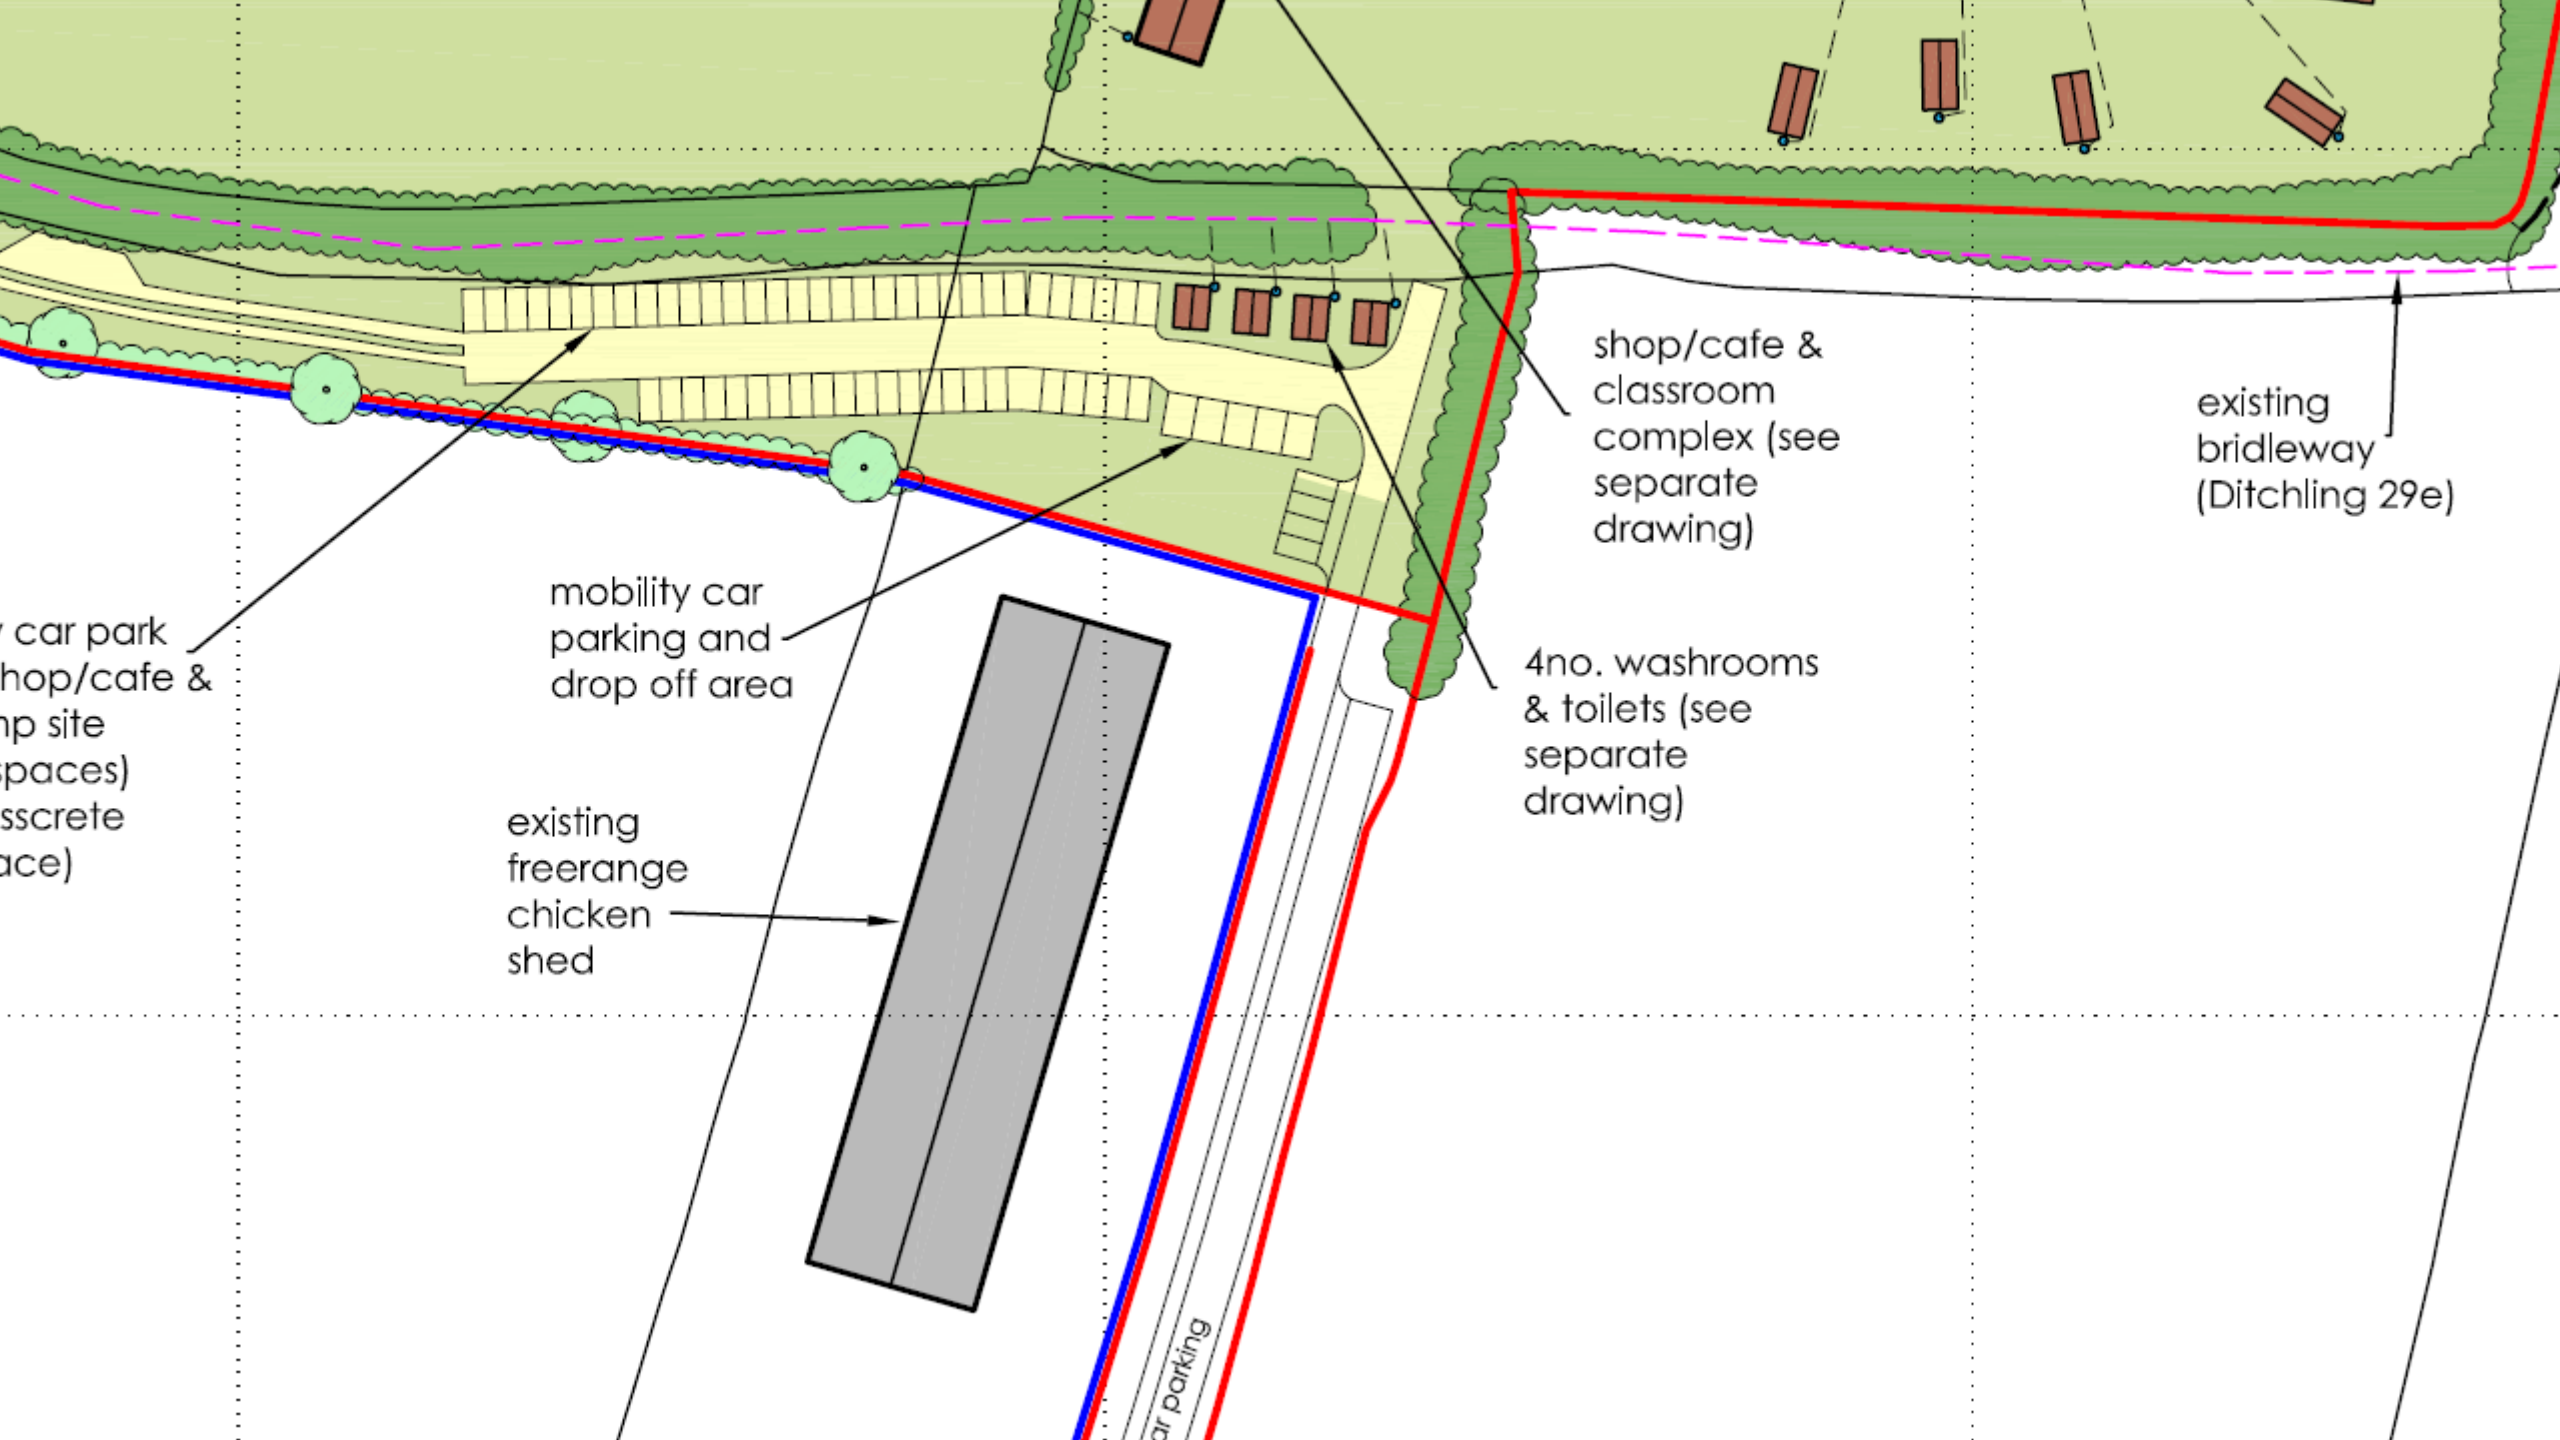 shop/cafe &
classroom
complex (see
separate
drawing)
existing
bridleway
(Ditchling 29e)
mobility car
parking and
drop off area
car park
hop/cafe &
site
spaces)
sscrete
ace)
4no. washrooms
& toilets (see
separate
drawing)
existing
freerange
chicken
shed
ar parking